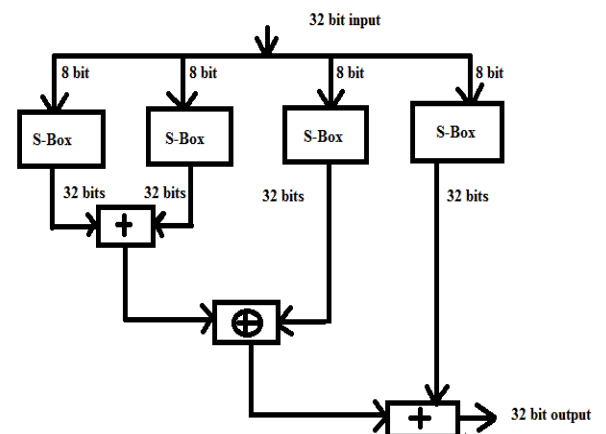 32 bit input
8 bit 8 bit 8 bit 8 bit
S-Box S-Box S-Box S-Box
32 bits 32 bits 32 bits 32 bits
+
⊕
+ 32 bit output